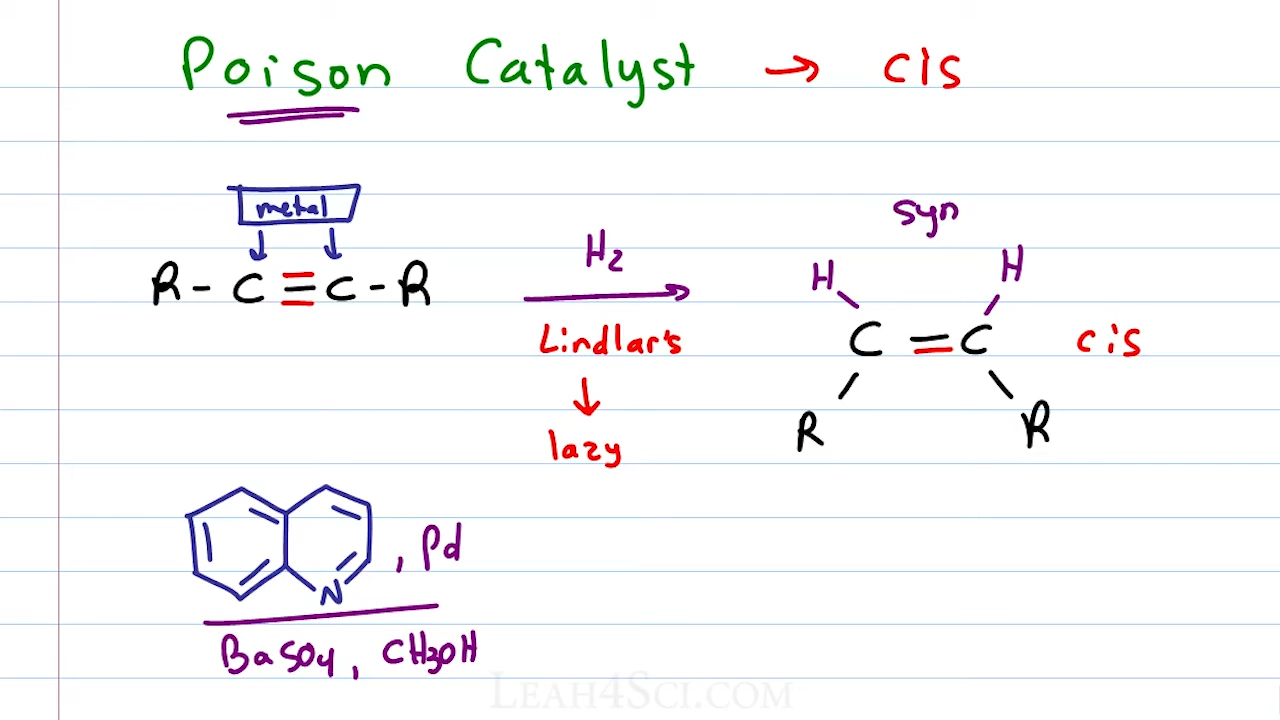 Poison Catalyst → cis
metal
R - C ≡ C - R
H2
Lindlar's
↓
lazy
syn
H H
C = C cis
R R
N , Pd
BaSO4, CH3OH
LEAH4SCI.COM